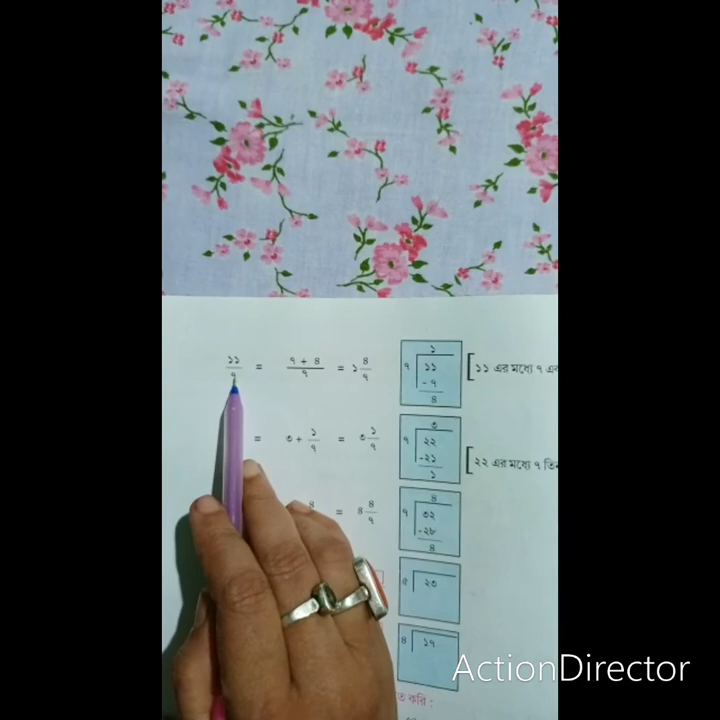 ১১/৭ = ৭ + ৪/৭ = ১ ৪/৭
১
৭ ১১
- ৭
৪
[১১ এর মধ্যে ৭
= ৩ + ১/৭ = ৩ ১/৭
৩
৭ ২২
-২১
১
[২২ এর মধ্যে ৭
৪ = ৪ ৪/৭
৪
৭ ৩২
-২৮
৪
৫ ২৩
৪ ১৭
করি :
ActionDirector